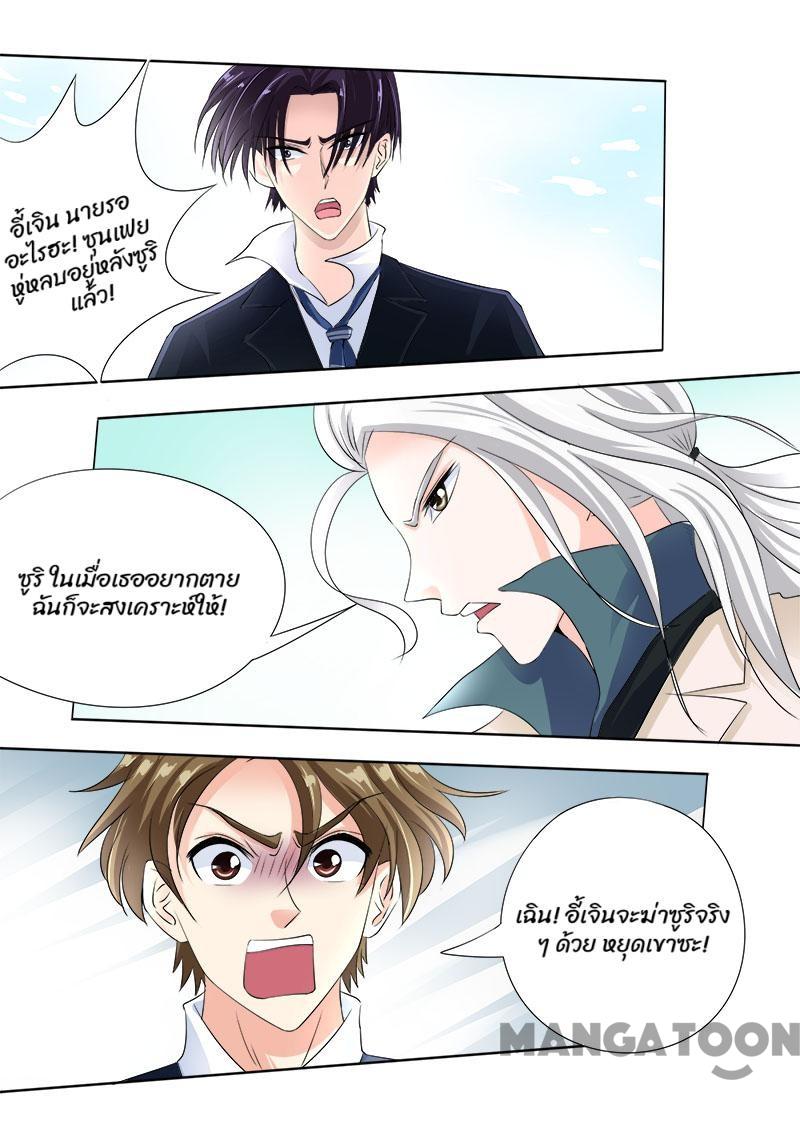 อี้เจิน นายรอ
อะไรฮะ! ซุนเฟย
หู่หลบอยู่หลังซูริ
แล้ว!
ซูริ ในเมื่อเธออยากตาย
ฉันก็จะสงเคราะห์ให้!
เฉิน! อี้เจินจะฆ่าซูริจริง
ๆ ด้วย หยุดเขาซะ!
MANGATOON